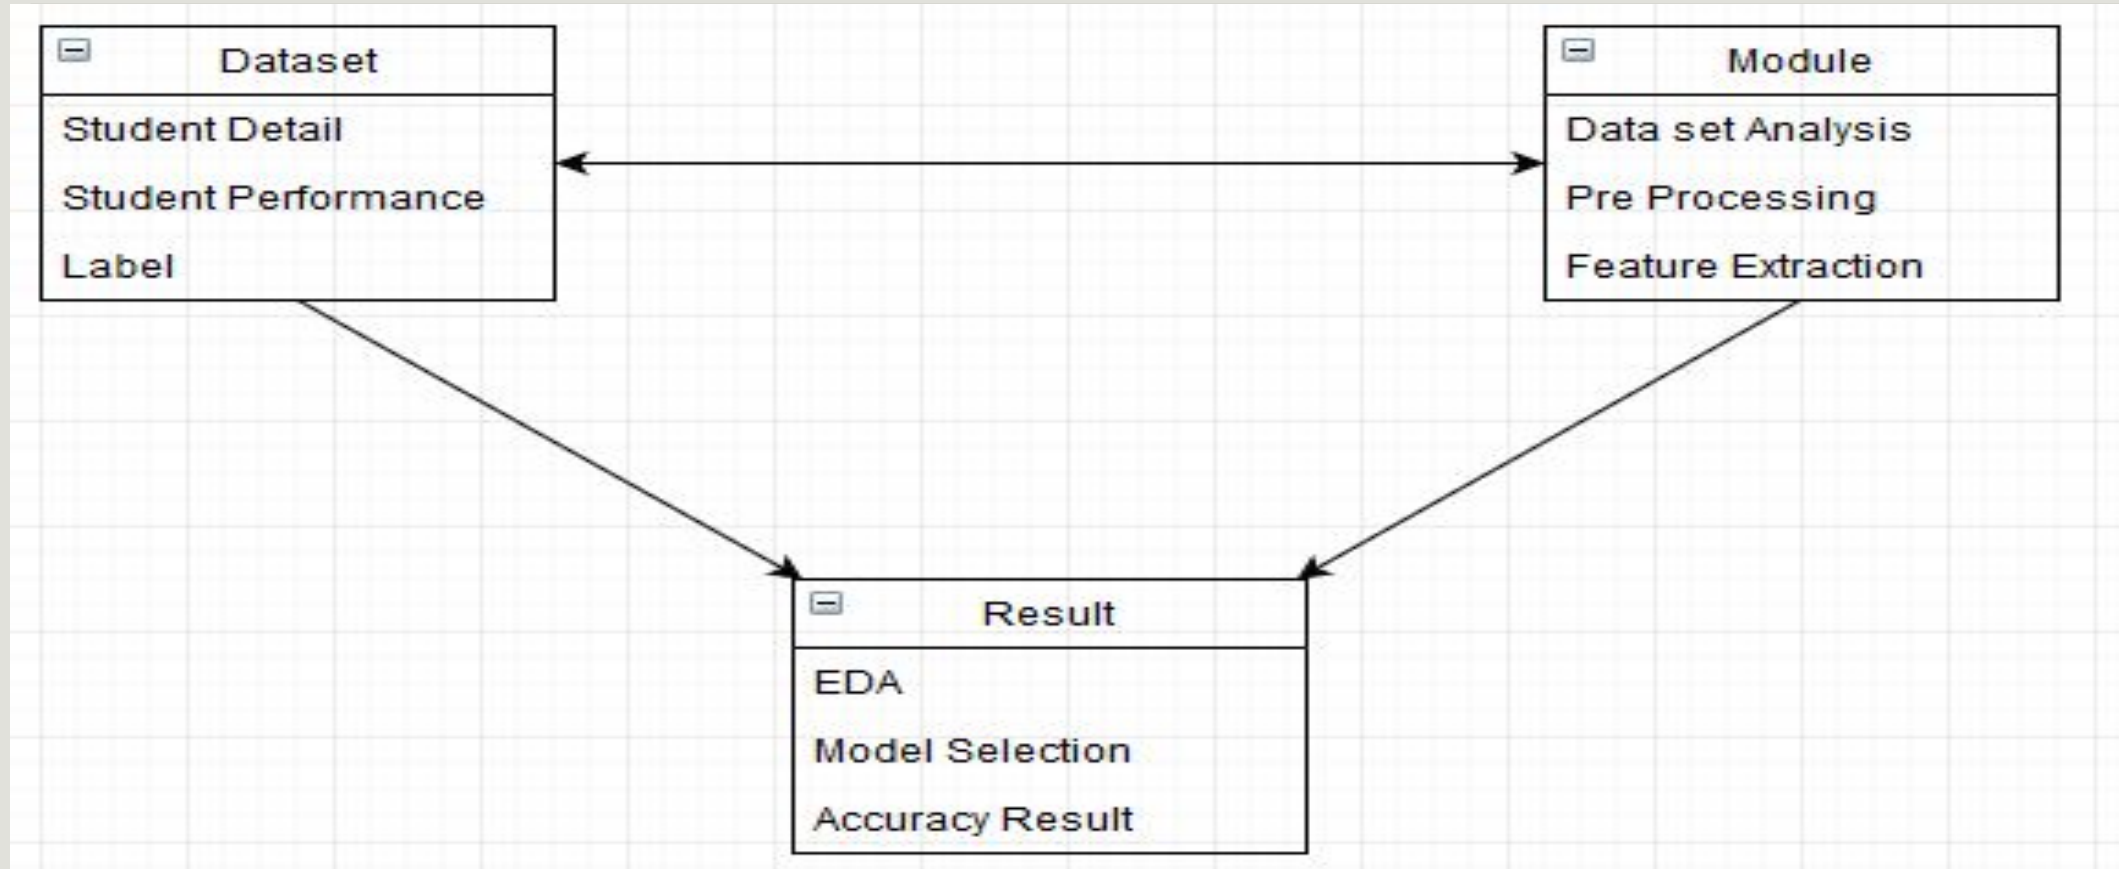 Dataset
Student Detail
Student Performance
Label
Module
Data set Analysis
Pre Processing
Feature Extraction
Result
EDA
Model Selection
Accuracy Result